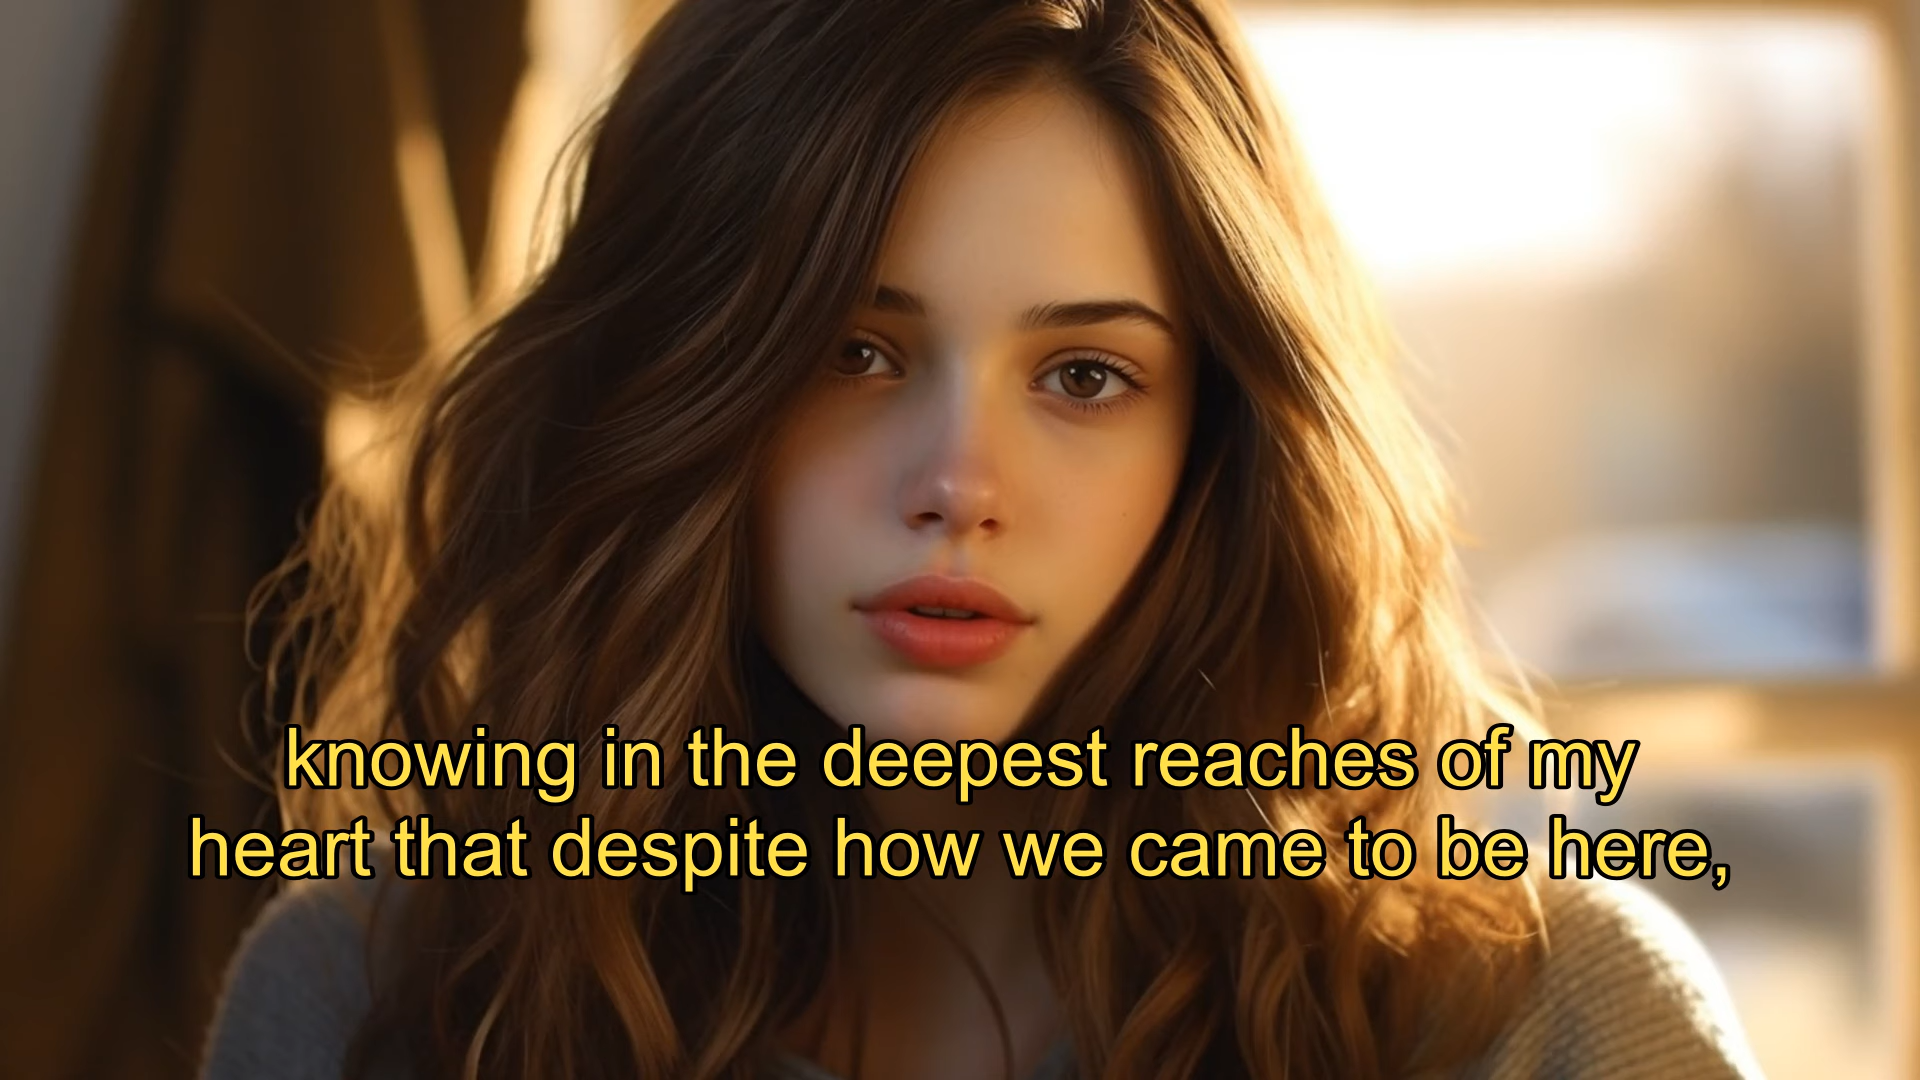 knowing in the deepest reaches of my
heart that despite how we came to be here,